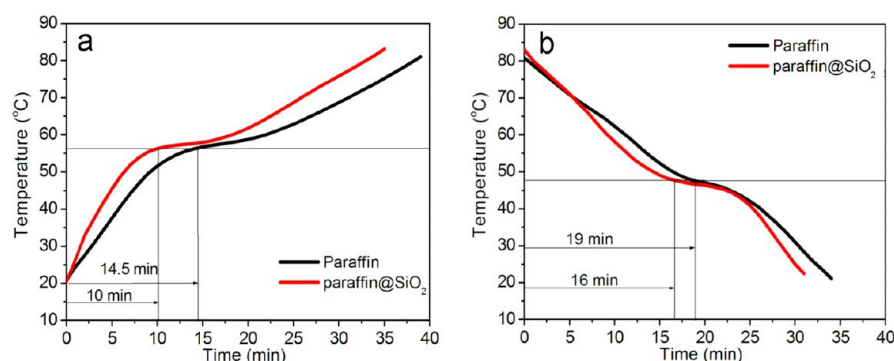 a
Temperature (°C)
90
80
70
60
50
40
30
20
10
14.5 min
10 min
Paraffin
paraffin@SiO₂
0 5 10 15 20 25 30 35 40
Time (min)
b
Temperature (°C)
90
80
70
60
50
40
30
20
10
Paraffin
paraffin@SiO₂
19 min
16 min
0 5 10 15 20 25 30 35 40
Time (min)